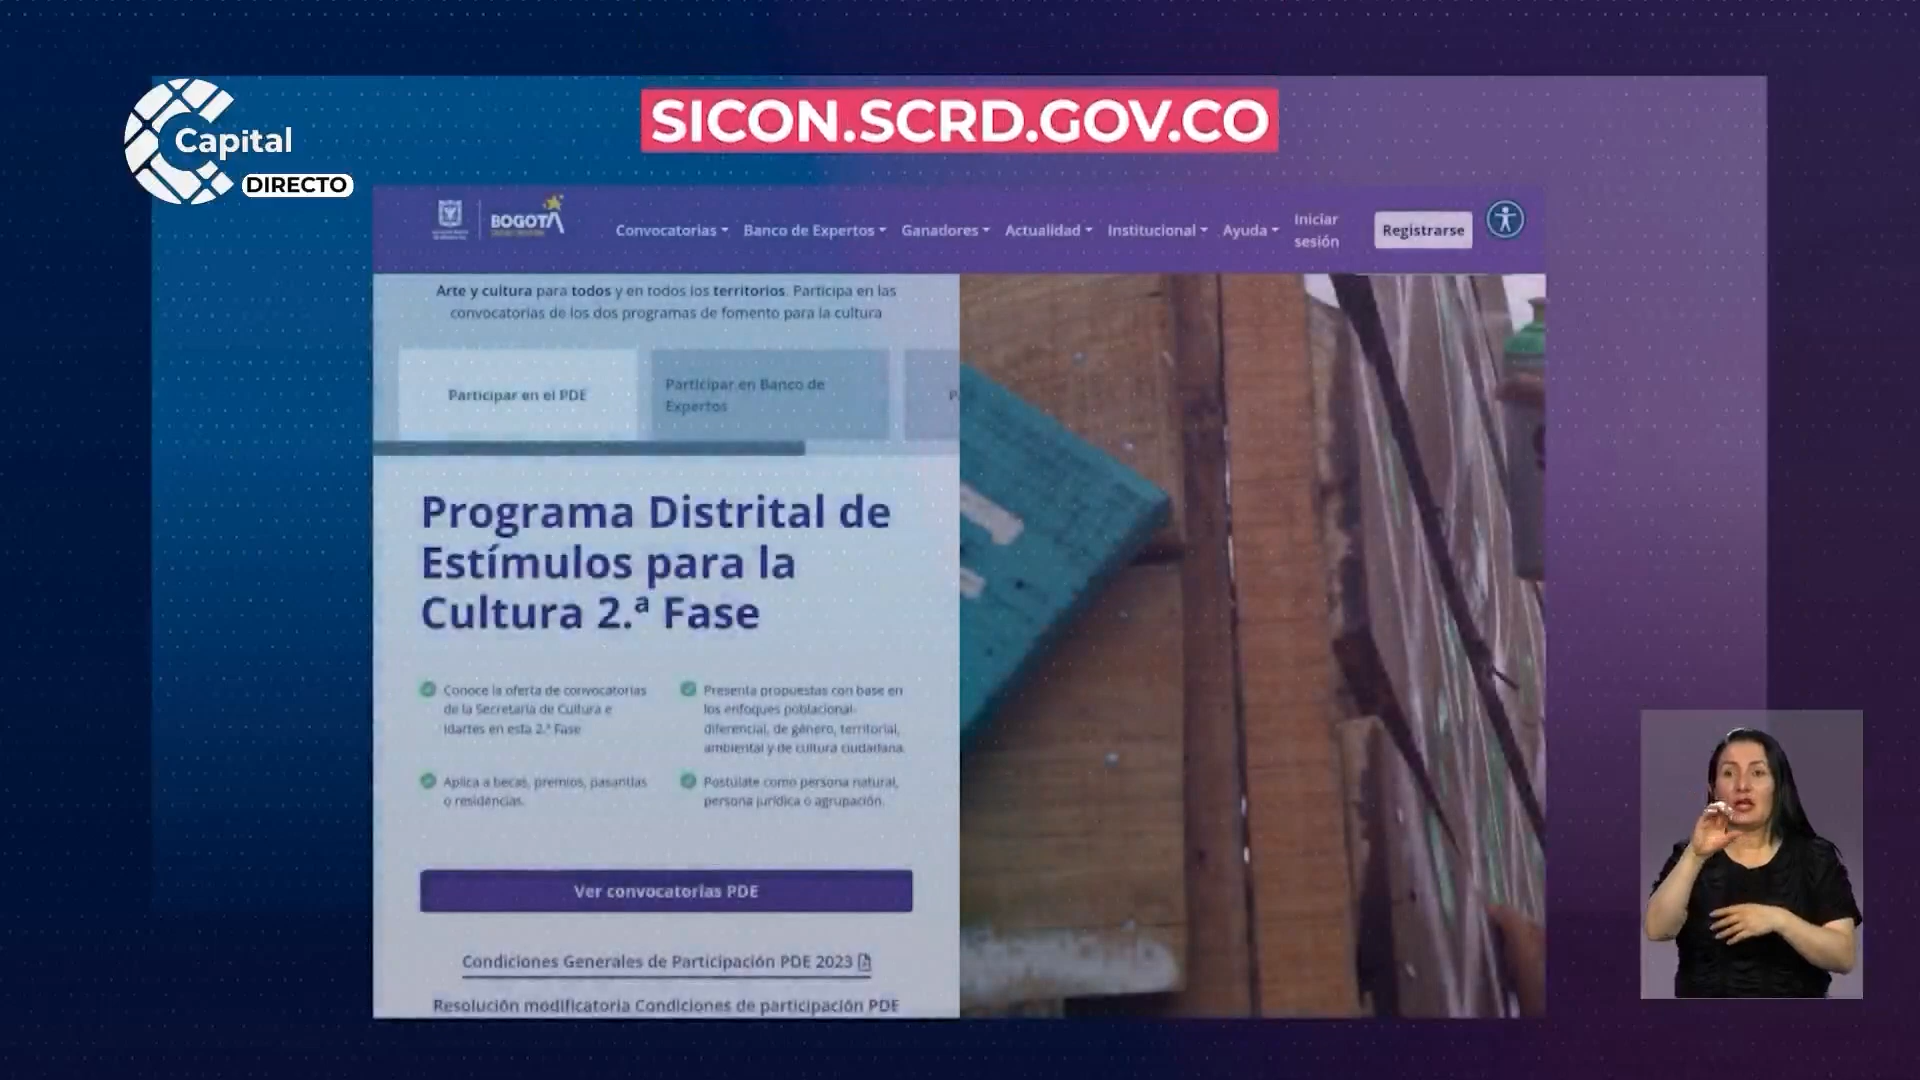 SICON.SCRD.GOV.CO
Capital
DIRECTO
BOGOTÁ
Convocatorias
Banco de Expertos
Ganadores
Actualidad
Institucional
Ayuda
Iniciar
sesión
Registrarse
Arte y cultura para todos y en todos los territorios. Participa en las
convocatorias de los dos programas de fomento para la cultura
Participar en el PDE
Participar en Banco de
Expertos
Programa Distrital de
Estímulos para la
Cultura 2.ª Fase
Conoce la oferta de convocatorias
de la Secretaría de Cultura e
Idartes en esta 2.ª Fase
Presenta propuestas con base en
los enfoques poblacional-
diferencial, de género, territorial,
ambiental y de cultura ciudadana.
Aplica a becas, premios, pasantías
o residencias.
Postúlate como persona natural,
persona jurídica o agrupación.
Ver convocatorias PDE
Condiciones Generales de Participación PDE 2023
Resolución modificatoria Condiciones de participación PDE